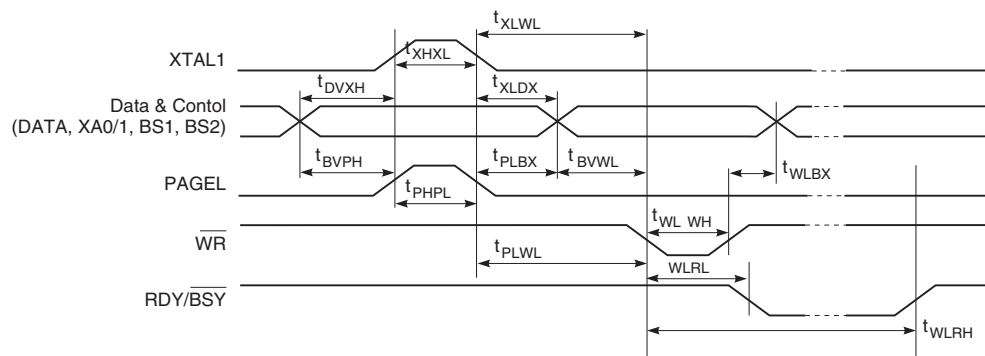 t XLWL
XTAL1
t XHXL
t DVXH
t XLDX
Data & Contol
(DATA, XA0/1, BS1, BS2)
t BVPH
t PLBX
t BVWL
t WLBX
PAGEL
t PHPL
t WL WH
WR
t PLWL
WLRL
RDY/BSY
t WLRH